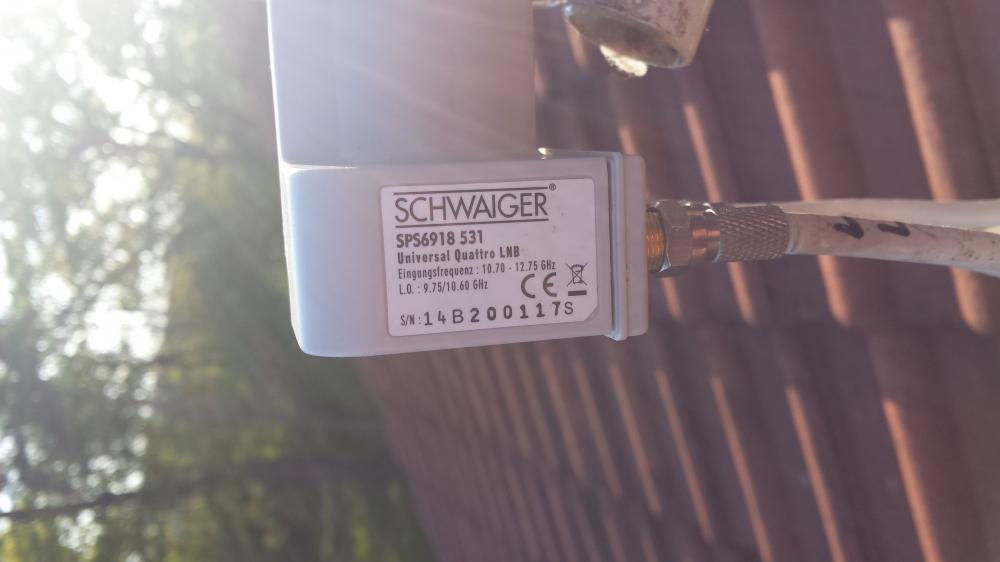 SCHWAIGER®
SPS6918 531
Universal Quattro LNB
Eingangsfrequenz : 10.70 - 12.75 GHz
L.O. : 9.75/10.60 GHz
CE
S/N : 14B200117S